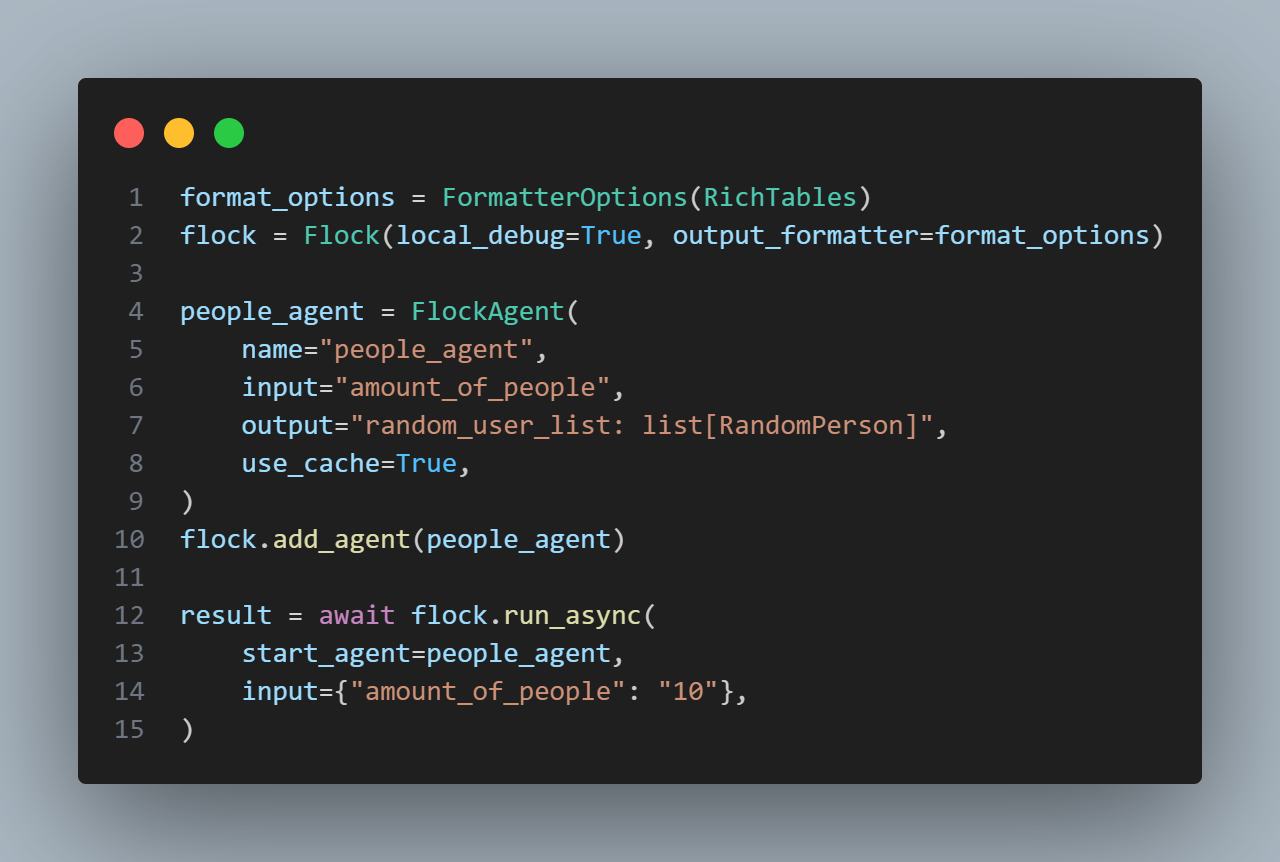 1 format_options = FormatterOptions(RichTables)
2 flock = Flock(local_debug=True, output_formatter=format_options)
3
4 people_agent = FlockAgent(
5     name="people_agent",
6     input="amount_of_people",
7     output="random_user_list: list[RandomPerson]",
8     use_cache=True,
9 )
10 flock.add_agent(people_agent)
11
12 result = await flock.run_async(
13     start_agent=people_agent,
14     input={"amount_of_people": "10"},
15 )